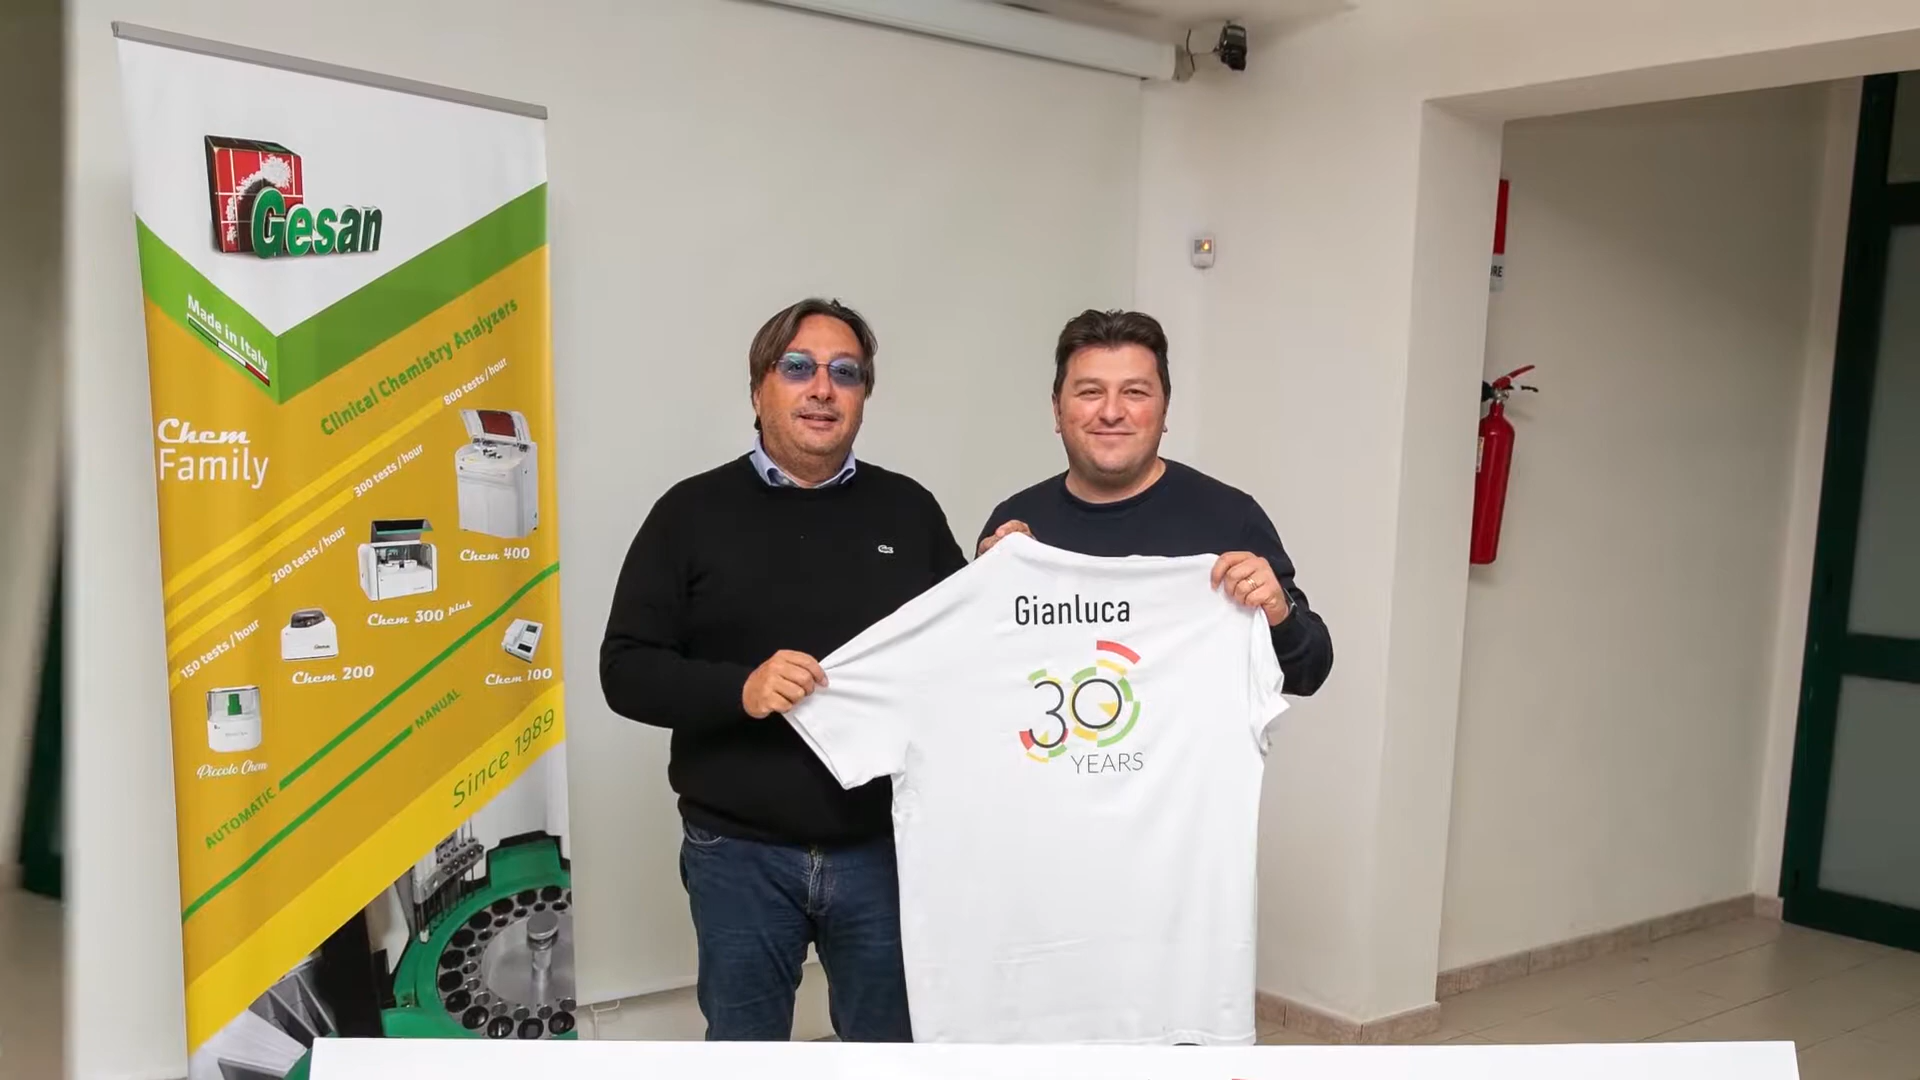 Gesan
Made in Italy
Clinical Chemistry Analyzers
Chem
Family
800 tests / hour
300 tests / hour
200 tests / hour
150 tests / hour
Chem 400
Chem 300 plus
Chem 200
Chem 100
Piccolo Chem
AUTOMATIC
MANUAL
Since 1989
Gianluca
30
YEARS